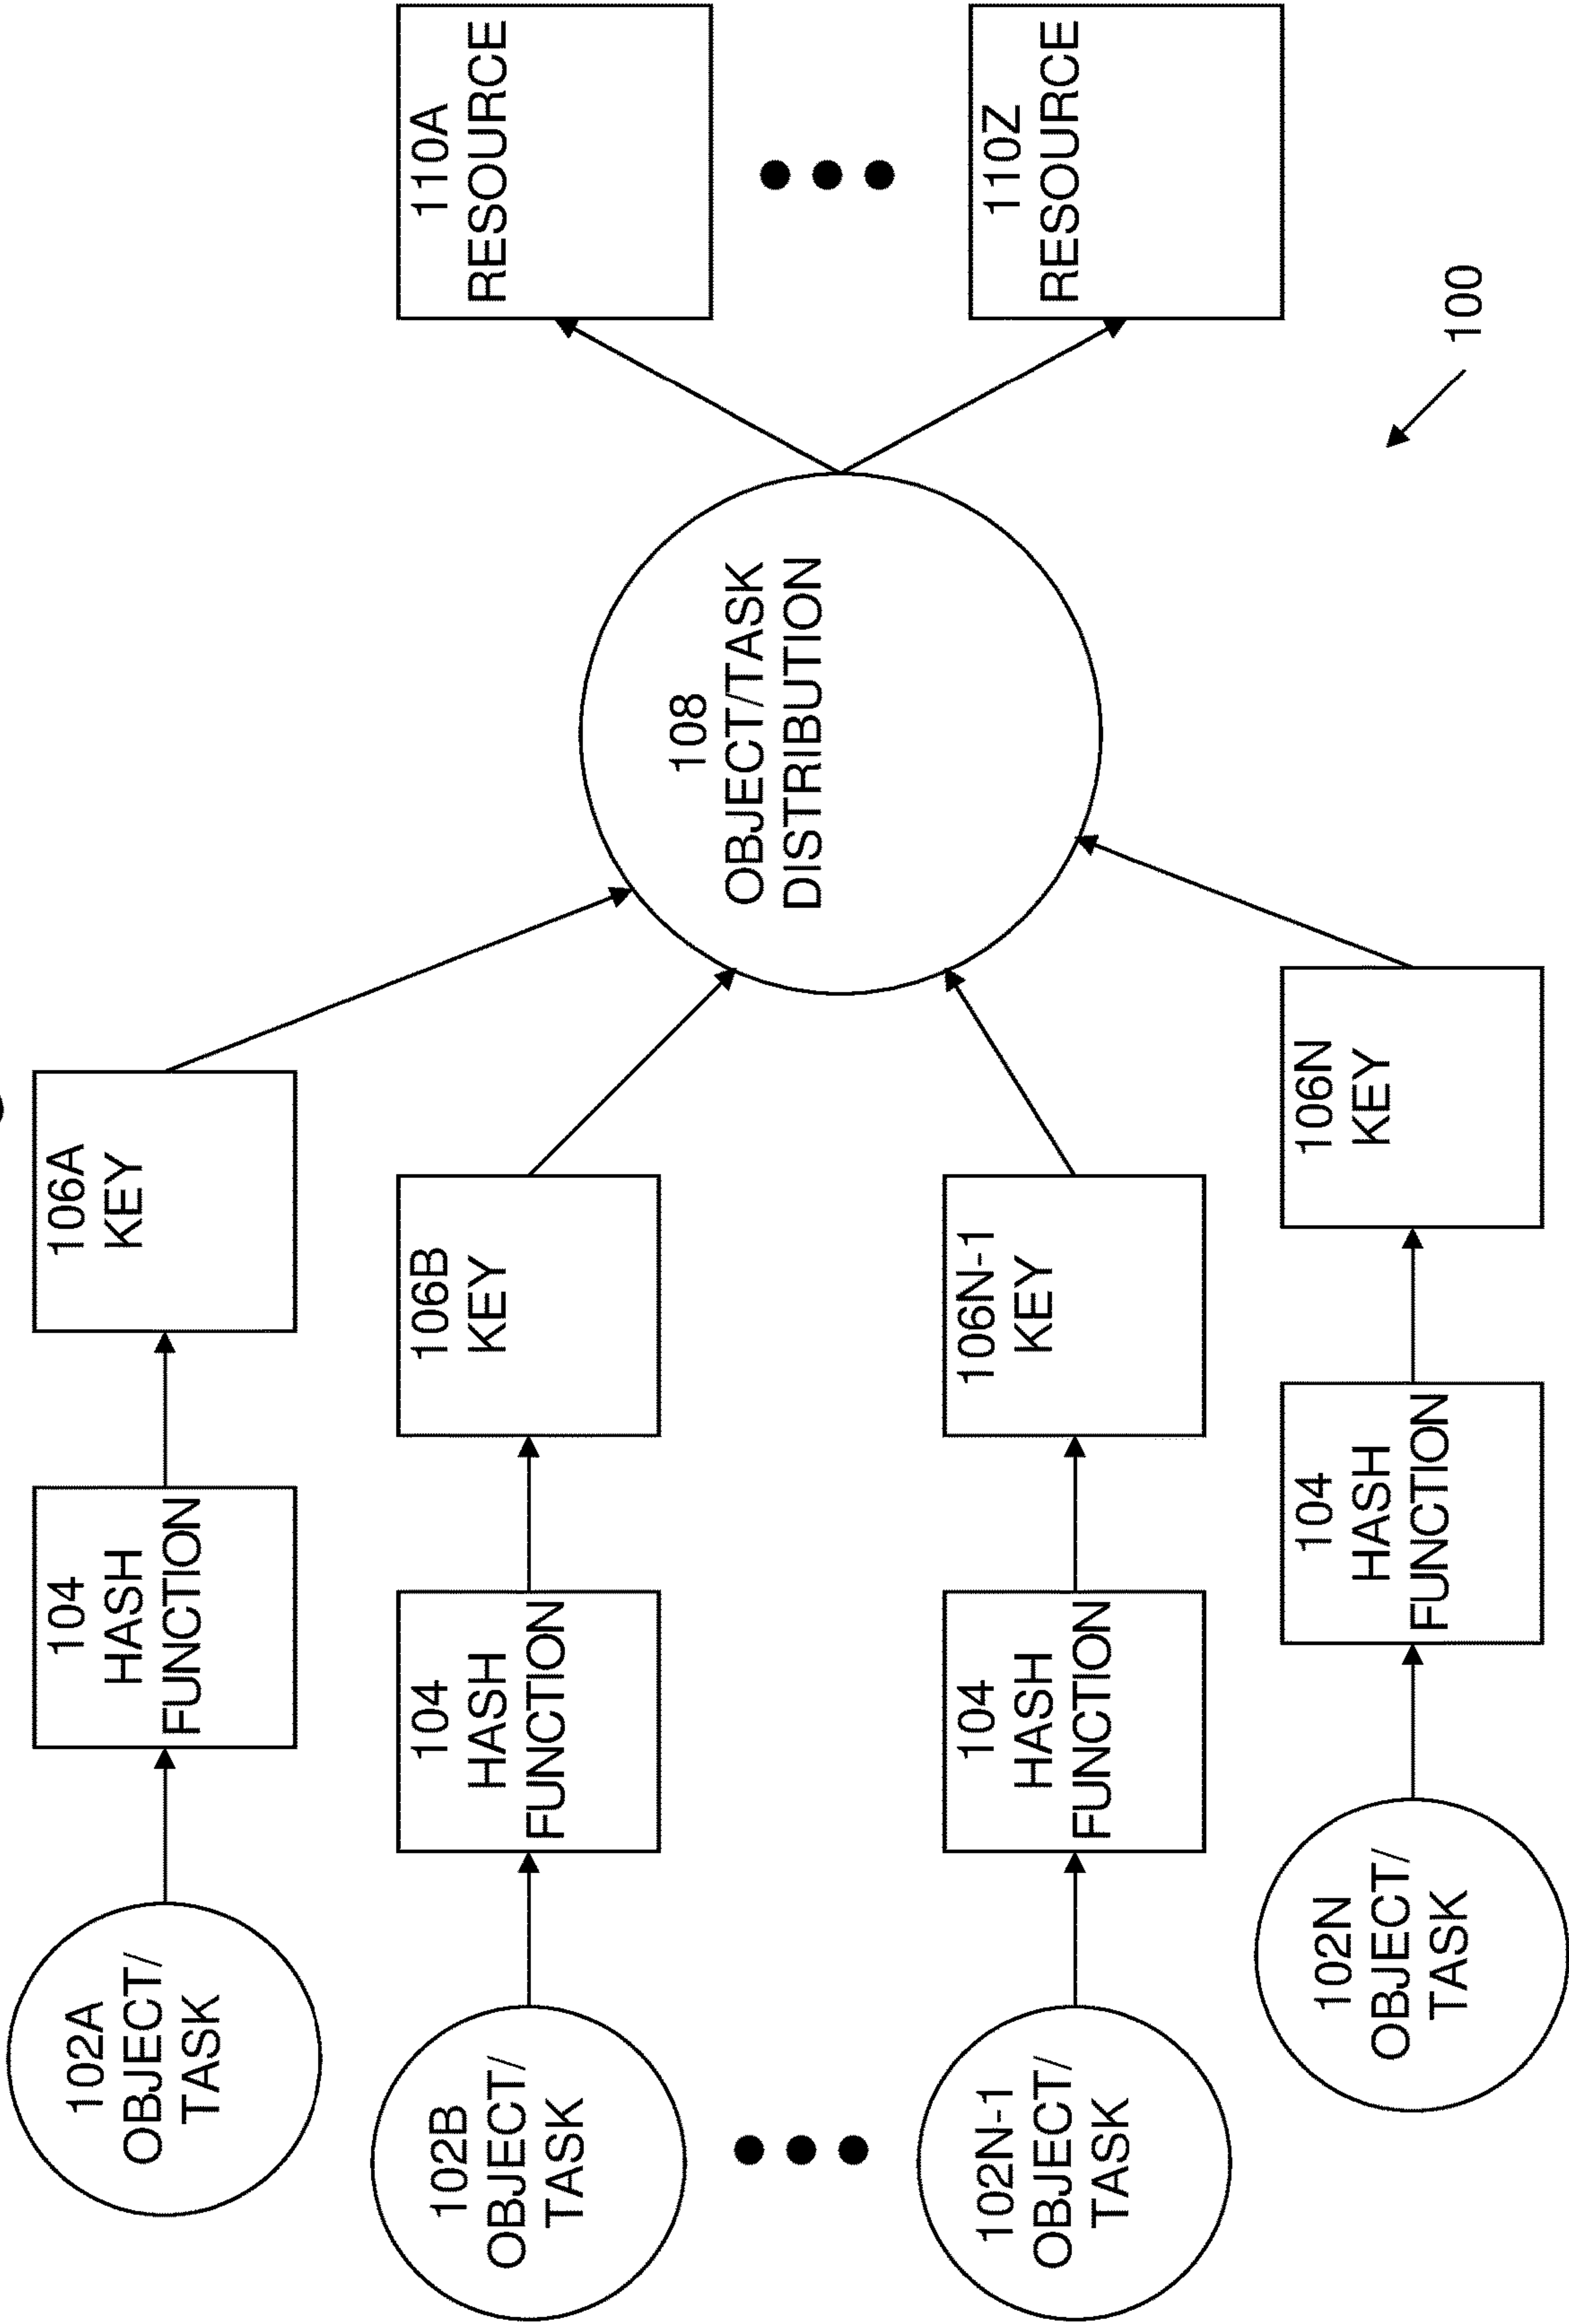 102A
OBJECT/
TASK
104
HASH
FUNCTION
106A
KEY
102B
OBJECT/
TASK
104
HASH
FUNCTION
106B
KEY
102N-1
OBJECT/
TASK
104
HASH
FUNCTION
106N-1
KEY
102N
OBJECT/
TASK
104
HASH
FUNCTION
106N
KEY
108
OBJECT/TASK
DISTRIBUTION
110A
RESOURCE
110Z
RESOURCE
100